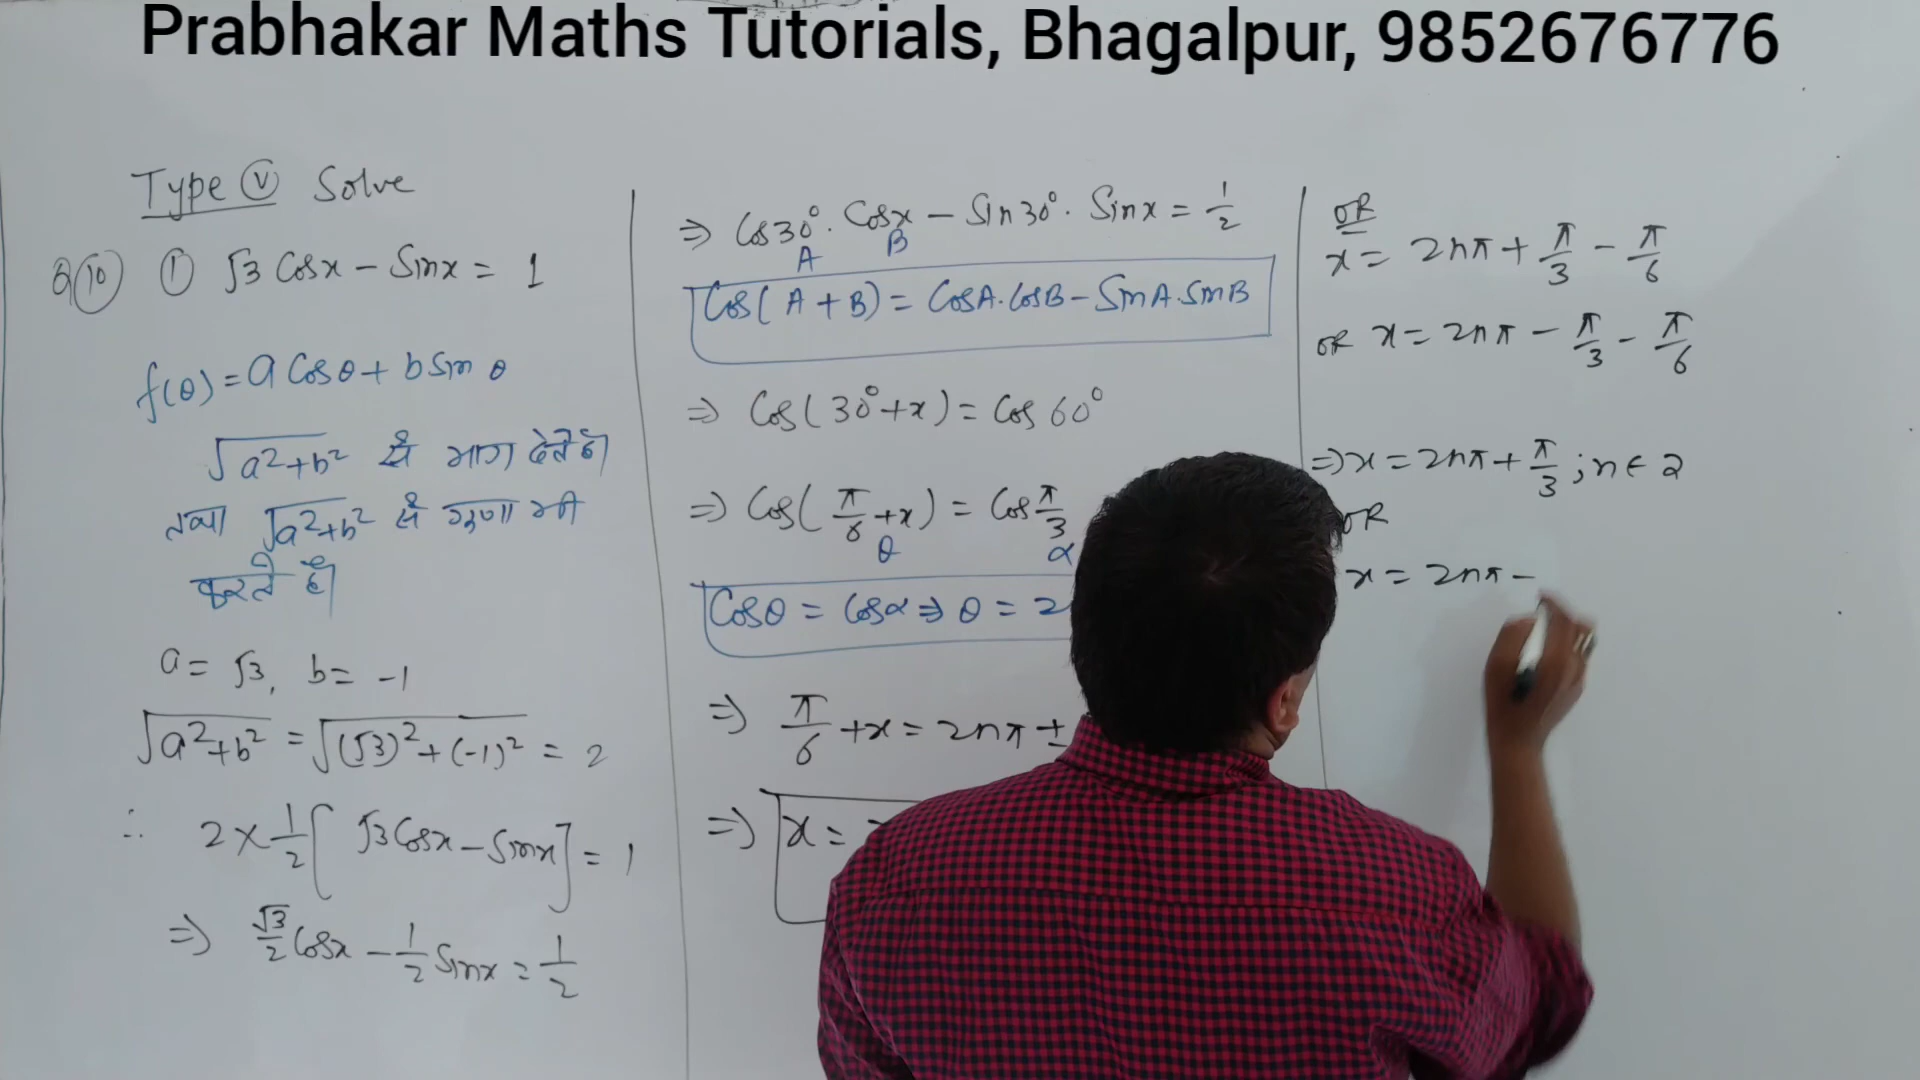 Prabhakar Maths Tutorials, Bhagalpur, 9852676776
Type Ⓥ Solve
Q⑩ ① √3 Cosx − Sinx = 1
f(θ) = a Cosθ + b Sin θ
√a²+b² से भाग देते हैं।
तथा √a²+b² से गुणा भी
करते हैं।
a = √3, b = −1
√a²+b² = √(√3)²+(−1)² = 2
∴ 2 × 1/2 [ √3 Cosx − Sinx ] = 1
⇒ √3/2 Cosx − 1/2 Sinx = 1/2
⇒ Cos30°. Cosx − Sin30°. Sinx = 1/2
A B
Cos( A + B) = CosA.CosB − SinA.SinB
⇒ Cos(30°+x) = Cos 60°
⇒ Cos( π/6 + x ) = Cos π/3
θ α
Cosθ = Cosα ⇒ θ = 2
⇒ π/6 + x = 2nπ ±
⇒ x =
OR
x = 2nπ + π/3 − π/6
OR x = 2nπ − π/3 − π/6
⇒ x = 2nπ + π/3 ; n ∈ Z
OR
x = 2nπ −